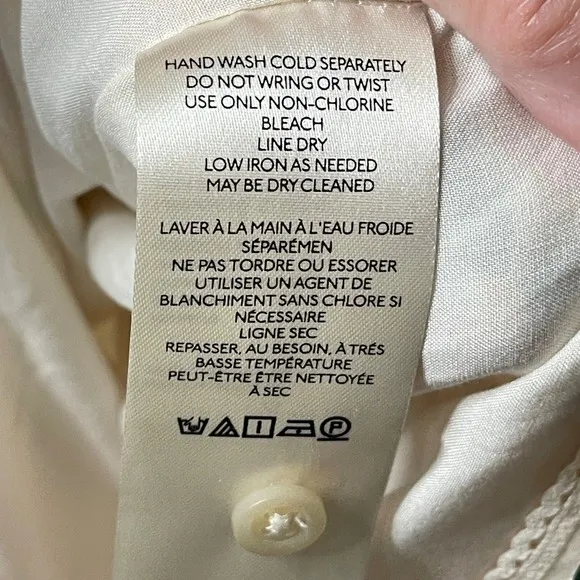 HAND WASH COLD SEPARATELY
DO NOT WRING OR TWIST
USE ONLY NON-CHLORINE
BLEACH
LINE DRY
LOW IRON AS NEEDED
MAY BE DRY CLEANED
LAVER À LA MAIN À L'EAU FROIDE
SÉPARÉMEN
NE PAS TORDRE OU ESSORER
UTILISER UN AGENT DE
BLANCHIMENT SANS CHLORE SI
NÉCESSAIRE
LIGNE SEC
REPASSER, AU BESOIN, À TRÉS
BASSE TEMPÉRATURE
PEUT-ÊTRE ÊTRE NETTOYÉE
À SEC
P